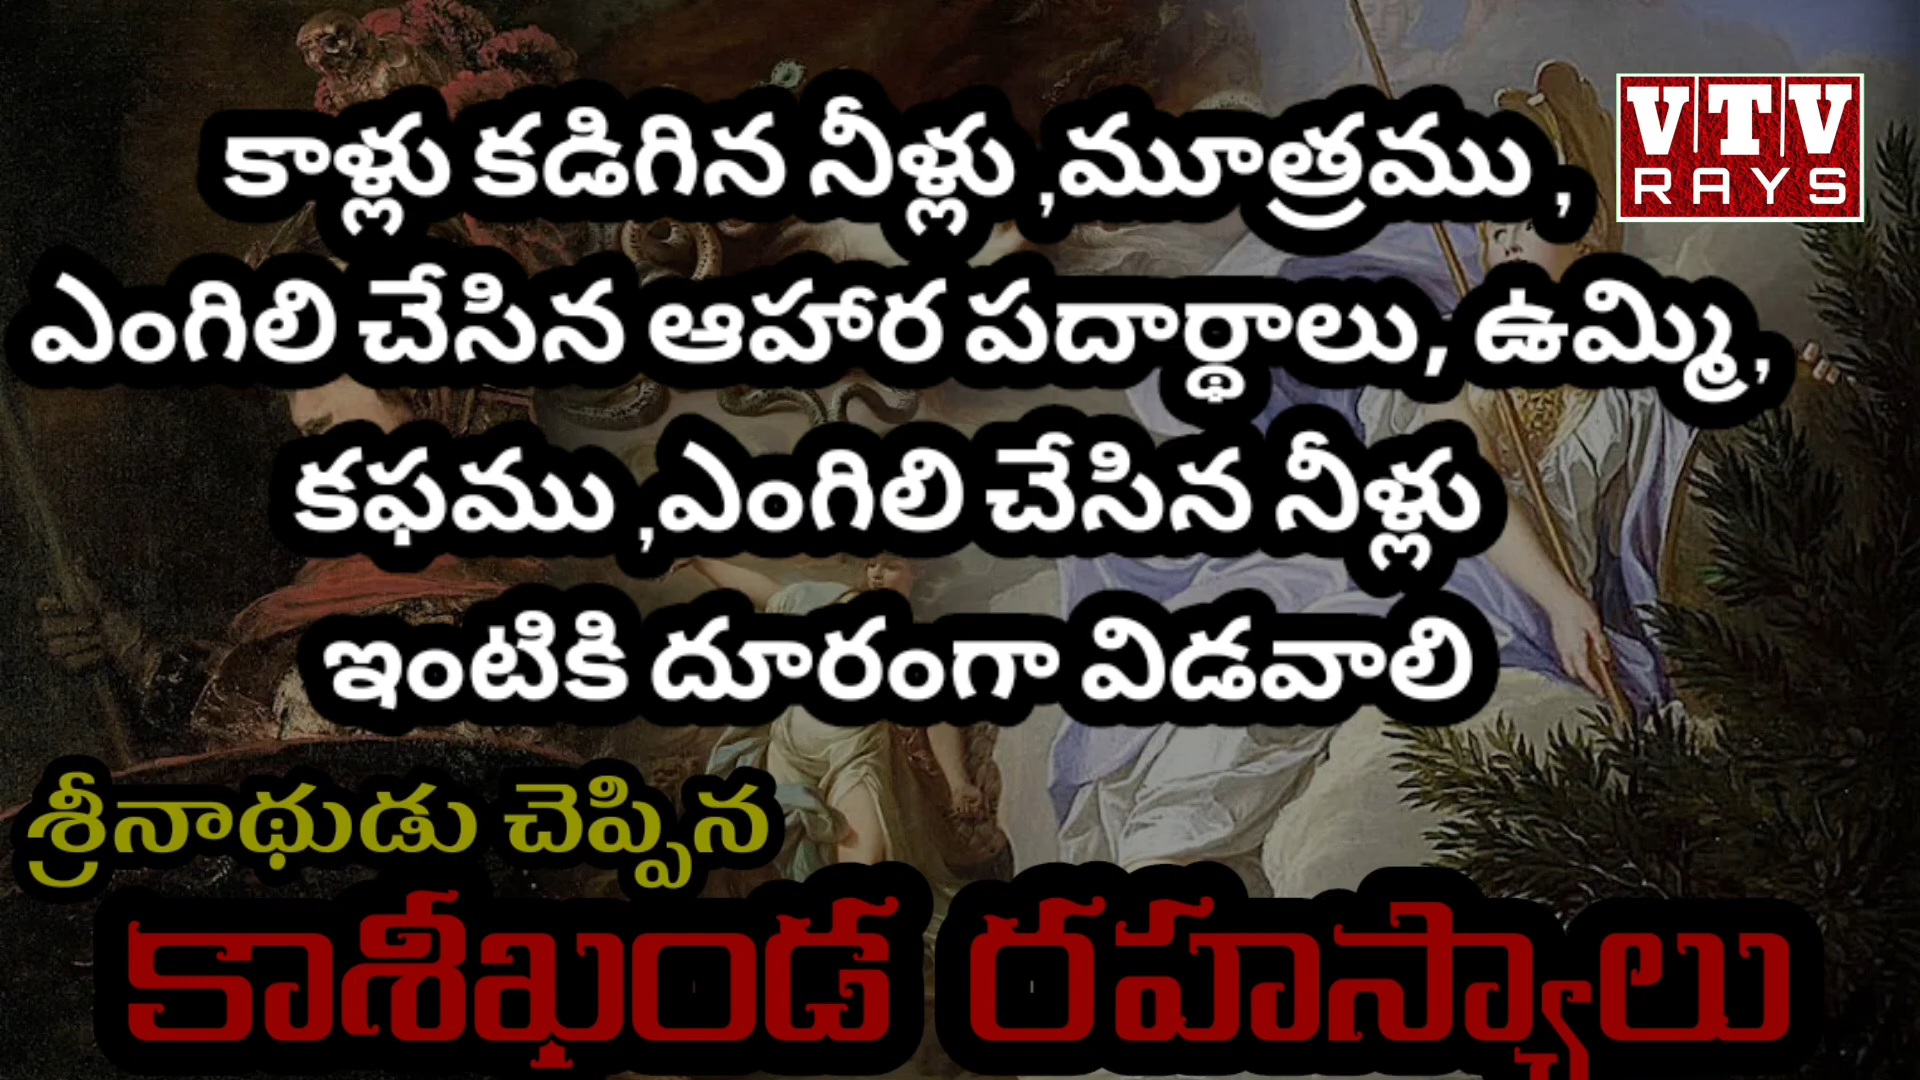 VTV
RAYS
కాళ్లు కడిగిన నీళ్లు ,మూత్రము ,
ఎంగిలి చేసిన ఆహార పదార్థాలు, ఉమ్మి ,
కఫము ,ఎంగిలి చేసిన నీళ్లు
ఇంటికి దూరంగా విడవాలి
శ్రీనాథుడు చెప్పిన
కాశీఖండ రహస్యాలు